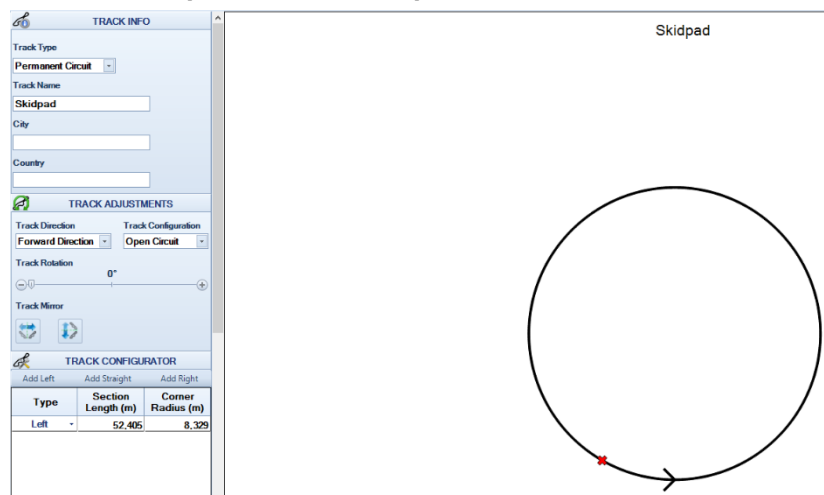 TRACK INFO
Track Type
Permanent Circuit
Track Name
Skidpad
City
Country
TRACK ADJUSTMENTS
Track Direction Track Configuration
Forward Direction Open Circuit
Track Rotation
0°
Track Mirror
TRACK CONFIGURATOR
Add Left Add Straight Add Right
Type Section Length (m) Corner Radius (m)
Left 52,405 8,329
Skidpad